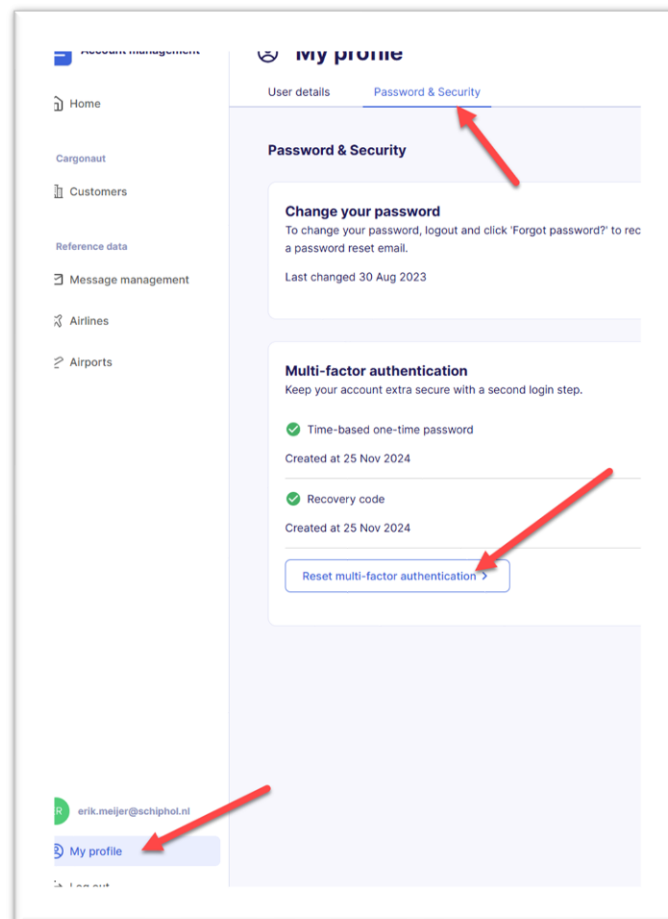 Account management
Home
Cargonaut
Customers
Reference data
Message management
Airlines
Airports
R erik.meijer@schiphol.nl
My profile
Log out
My profile
User details Password & Security
Password & Security
Change your password
To change your password, logout and click 'Forgot password?' to rec
a password reset email.
Last changed 30 Aug 2023
Multi-factor authentication
Keep your account extra secure with a second login step.
Time-based one-time password
Created at 25 Nov 2024
Recovery code
Created at 25 Nov 2024
Reset multi-factor authentication >